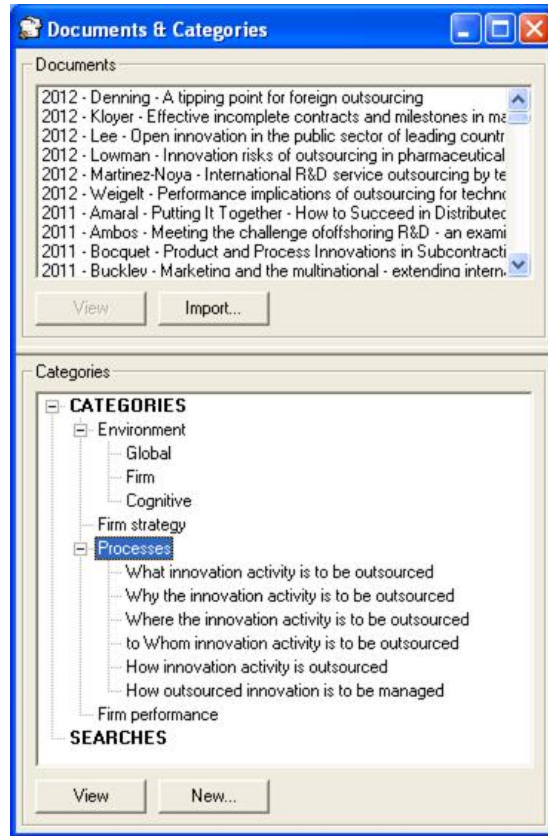 Documents & Categories
Documents
2012 - Denning - A tipping point for foreign outsourcing
2012 - Kloyer - Effective incomplete contracts and milestones in ma
2012 - Lee - Open innovation in the public sector of leading countr
2012 - Lowman - Innovation risks of outsourcing in pharmaceutical
2012 - Martinez-Noya - International R&D service outsourcing by te
2012 - Weigelt - Performance implications of outsourcing for techno
2011 - Amaral - Putting It Together - How to Succeed in Distributed
2011 - Ambos - Meeting the challenge ofoffshoring R&D - an exami
2011 - Bocquet - Product and Process Innovations in Subcontracti
2011 - Buckley - Marketing and the multinational - extending intern
View Import...
Categories
CATEGORIES
Environment
Global
Firm
Cognitive
Firm strategy
Processes
What innovation activity is to be outsourced
Why the innovation activity is to be outsourced
Where the innovation activity is to be outsourced
to Whom innovation activity is to be outsourced
How innovation activity is outsourced
How outsourced innovation is to be managed
Firm performance
SEARCHES
View New...